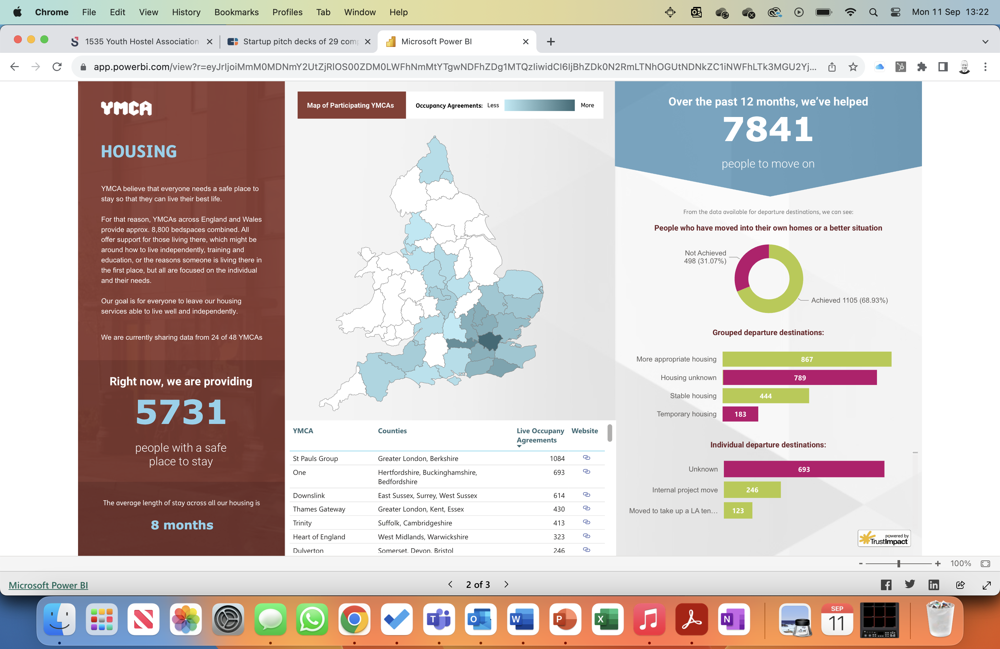 Chrome File Edit View History Bookmarks Profiles Tab Window Help
Mon 11 Sep 13:22
1535 Youth Hostel Association
Startup pitch decks of 29 comp
Microsoft Power BI
app.powerbi.com/view?r=eyJrIjoiMmM0MDNmY2UtZjRlOS00ZDM0LWFhNmMtYTgwNDFhZDg1MTQzIiwidCI6IjBhZDk0N2RmLTNhOGUtNDNkZC1iNWFhLTk3MGU2Yj...
YMCA
HOUSING
YMCA believe that everyone needs a safe place to
stay so that they can live their best life.
For that reason, YMCAs across England and Wales
provide approx. 8,800 bedspaces combined. All
offer support for those living there, which might be
around how to live independently, training and
education, or the reasons someone is living there in
the first place, but all are focused on the individual
and their needs.
Our goal is for everyone to leave our housing
services able to live well and independently.
We are currently sharing data from 24 of 48 YMCAs
Right now, we are providing
5731
people with a safe
place to stay
The average length of stay across all our housing is
8 months
Map of Participating YMCAs
Occupancy Agreements: Less More
YMCA Counties Live Occupany Agreements Website
St Pauls Group Greater London, Berkshire 1084
One Hertfordshire, Buckinghamshire, Bedfordshire 693
Downslink East Sussex, Surrey, West Sussex 614
Thames Gateway Greater London, Kent, Essex 430
Trinity Suffolk, Cambridgeshire 413
Heart of England West Midlands, Warwickshire 323
Dulverton Somerset, Devon, Bristol 246
Over the past 12 months, we've helped
7841
people to move on
From the data available for departure destinations, we can see:
People who have moved into their own homes or a better situation
Not Achieved
498 (31.07%)
Achieved 1105 (68.93%)
Grouped departure destinations:
More appropriate housing 867
Housing unknown 789
Stable housing 444
Temporary housing 183
Individual departure destinations:
Unknown 693
Internal project move 246
Moved to take up a LA ten... 123
powered by
TrustImpact
- + 100%
Microsoft Power BI
2 of 3
T
O
W
P
X
N
SEP
11